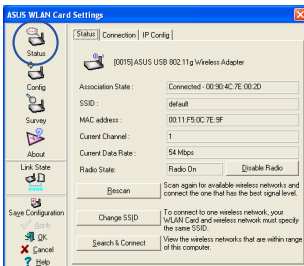 ASUS WLAN Card Settings
Status
Config
Survey
About
Link State
Save Configuration
Apply
OK
Cancel
Help
Status Connection IP Config
[0015] ASUS USB 802.11g Wireless Adapter
Association State : Connected - 00:90:4C:7E:00:2D
SSID : default
MAC address : 00:11:F5:0C:7E:9F
Current Channel : 1
Current Data Rate : 54 Mbps
Radio State: Radio On Disable Radio
Rescan
Scan again for available wireless networks and
connect the one that has the best signal level.
Change SSID
To connect to one wireless network, your
WLAN Card and wireless network must specify
the same SSID.
Search & Connect
View the wireless networks that are within range
of this computer.